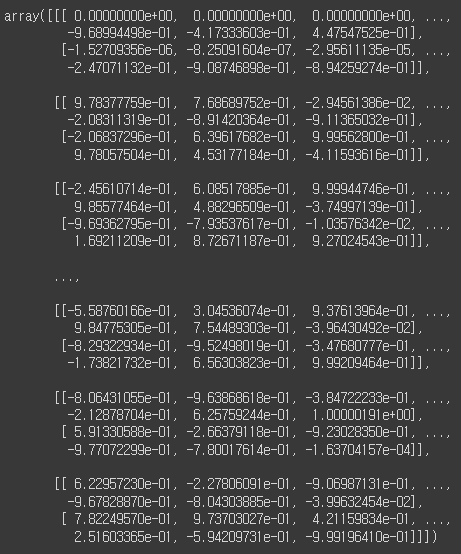 array([[[ 0.00000000e+00,  0.00000000e+00,  0.00000000e+00, ...,
         -9.68994498e-01, -4.17333603e-01,  4.47547525e-01],
        [-1.52709356e-06, -8.25091604e-07, -2.95611135e-05, ...,
         -2.47071132e-01, -9.08746898e-01, -8.94259274e-01]],

       [[ 9.78377759e-01,  7.68689752e-01, -2.94561386e-02, ...,
         -2.08311319e-01, -8.91420364e-01, -9.11365032e-01],
        [-2.06837296e-01,  6.39617682e-01,  9.99562800e-01, ...,
          9.78057504e-01,  4.53177184e-01, -4.11593616e-01]],

       [[-2.45610714e-01,  6.08517885e-01,  9.99944746e-01, ...,
          9.85577464e-01,  4.88296509e-01, -3.74997139e-01],
        [-9.69362795e-01, -7.93537617e-01, -1.03576342e-02, ...,
          1.69211209e-01,  8.72671187e-01,  9.27024543e-01]],

       ...,

       [[-5.58760166e-01,  3.04536074e-01,  9.37613964e-01, ...,
          9.84775305e-01,  7.54489303e-01, -3.96430492e-02],
        [-8.29322934e-01, -9.52498019e-01, -3.47680777e-01, ...,
         -1.73821732e-01,  6.56303823e-01,  9.99209464e-01]],

       [[-8.06431055e-01, -9.63868618e-01, -3.84722233e-01, ...,
         -2.12878704e-01,  6.25759244e-01,  1.00000191e+00],
        [ 5.91330588e-01, -2.66379118e-01, -9.23028350e-01, ...,
         -9.77072299e-01, -7.80017614e-01, -1.63704157e-04]],

       [[ 6.22957230e-01, -2.27806091e-01, -9.06987131e-01, ...,
         -9.67828870e-01, -8.04303885e-01, -3.99632454e-02],
        [ 7.82249570e-01,  9.73703027e-01,  4.21159834e-01, ...,
          2.51603365e-01, -5.94209731e-01, -9.99196410e-01]]])